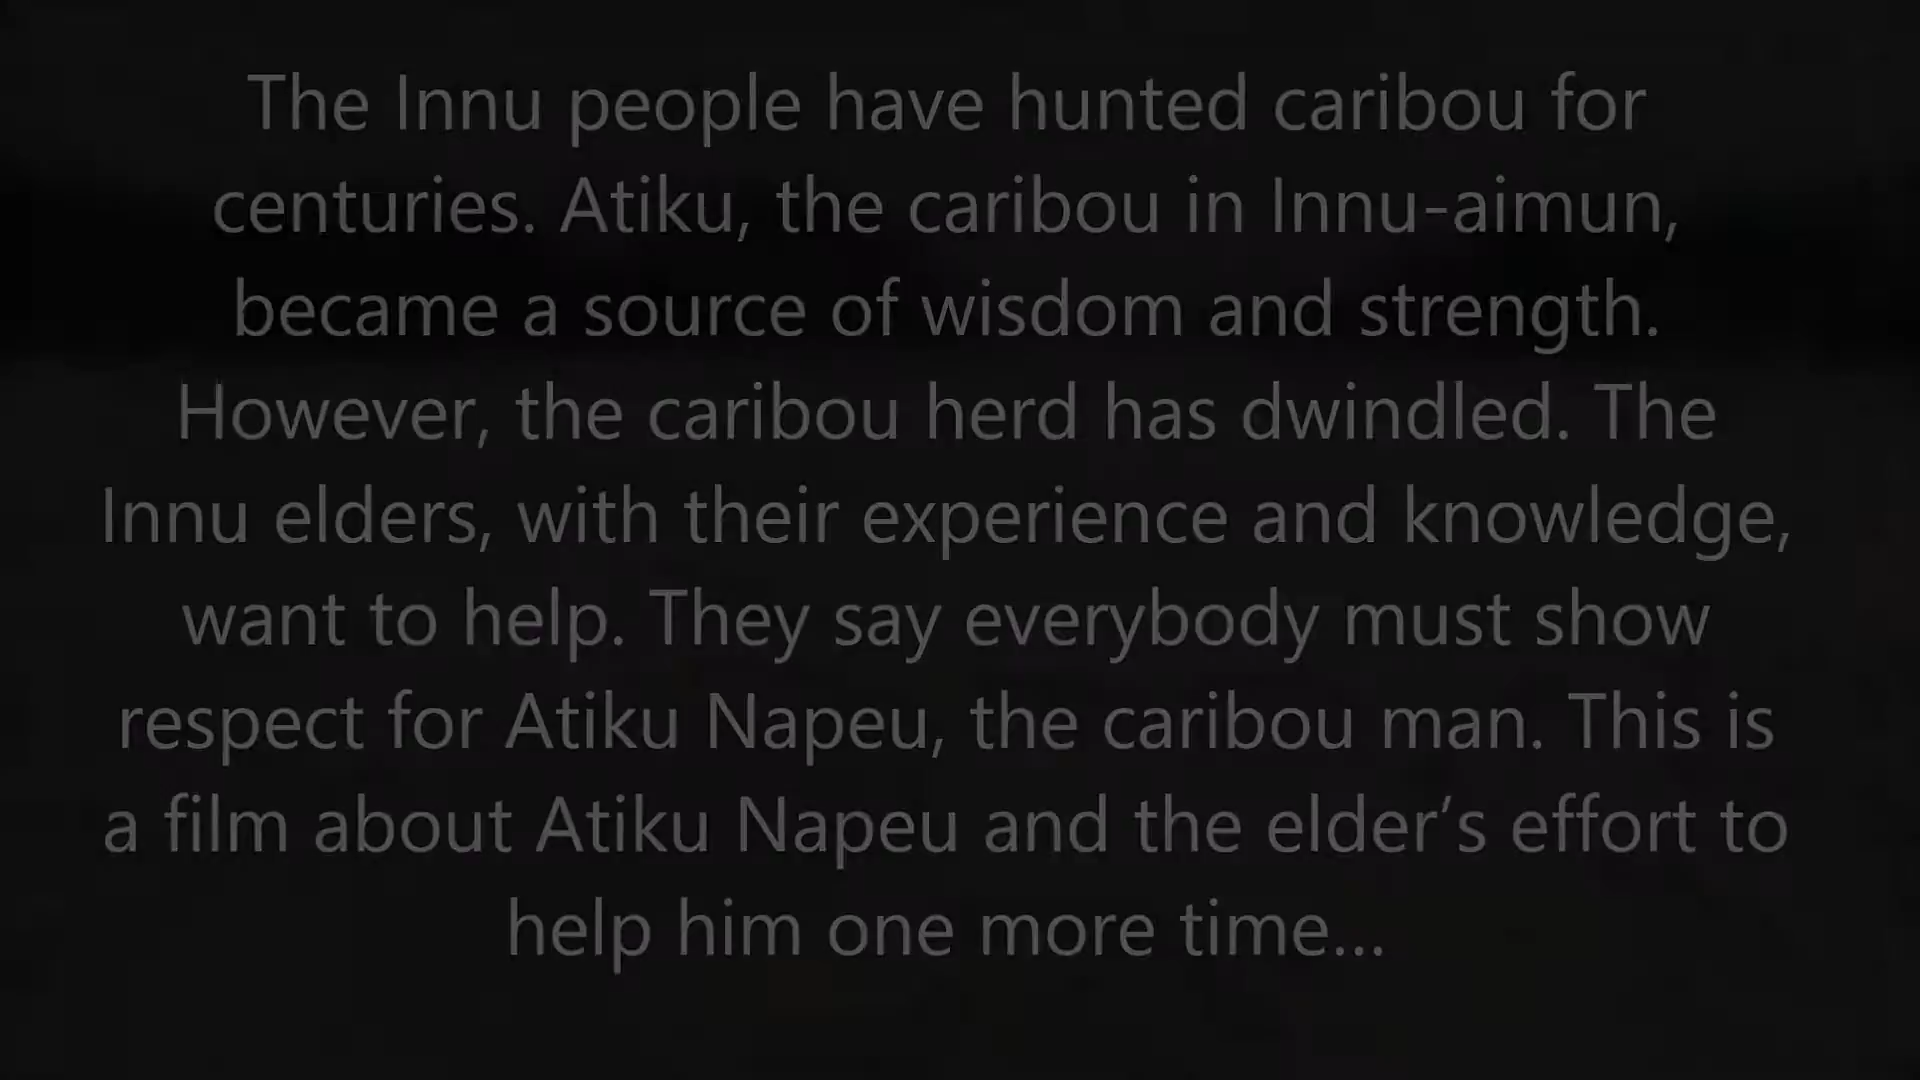 The Innu people have hunted caribou for
centuries. Atiku, the caribou in Innu-aimun,
became a source of wisdom and strength.
However, the caribou herd has dwindled. The
Innu elders, with their experience and knowledge,
want to help. They say everybody must show
respect for Atiku Napeu, the caribou man. This is
a film about Atiku Napeu and the elder’s effort to
help him one more time...